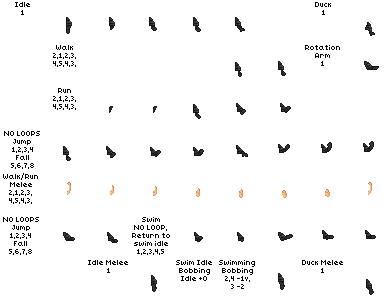 Idle
1
Duck
1
Walk
2,1,2,3,
4,5,4,3,
Rotation
Arm
1
Run
2,1,2,3,
4,5,4,3,
NO LOOPS
Jump
1,2,3,4
Fall
5,6,7,8
Walk/Run
Melee
2,1,2,3,
4,5,4,3,
NO LOOPS
Jump
1,2,3,4
Fall
5,6,7,8
Swim
NO LOOP,
Return to
swim idle
1,2,3,4,5
Swim Idle
Bobbing
Idle +0
Swimming
Bobbing
2,4 -1v,
3 -2
Idle Melee
1
Duck Melee
1